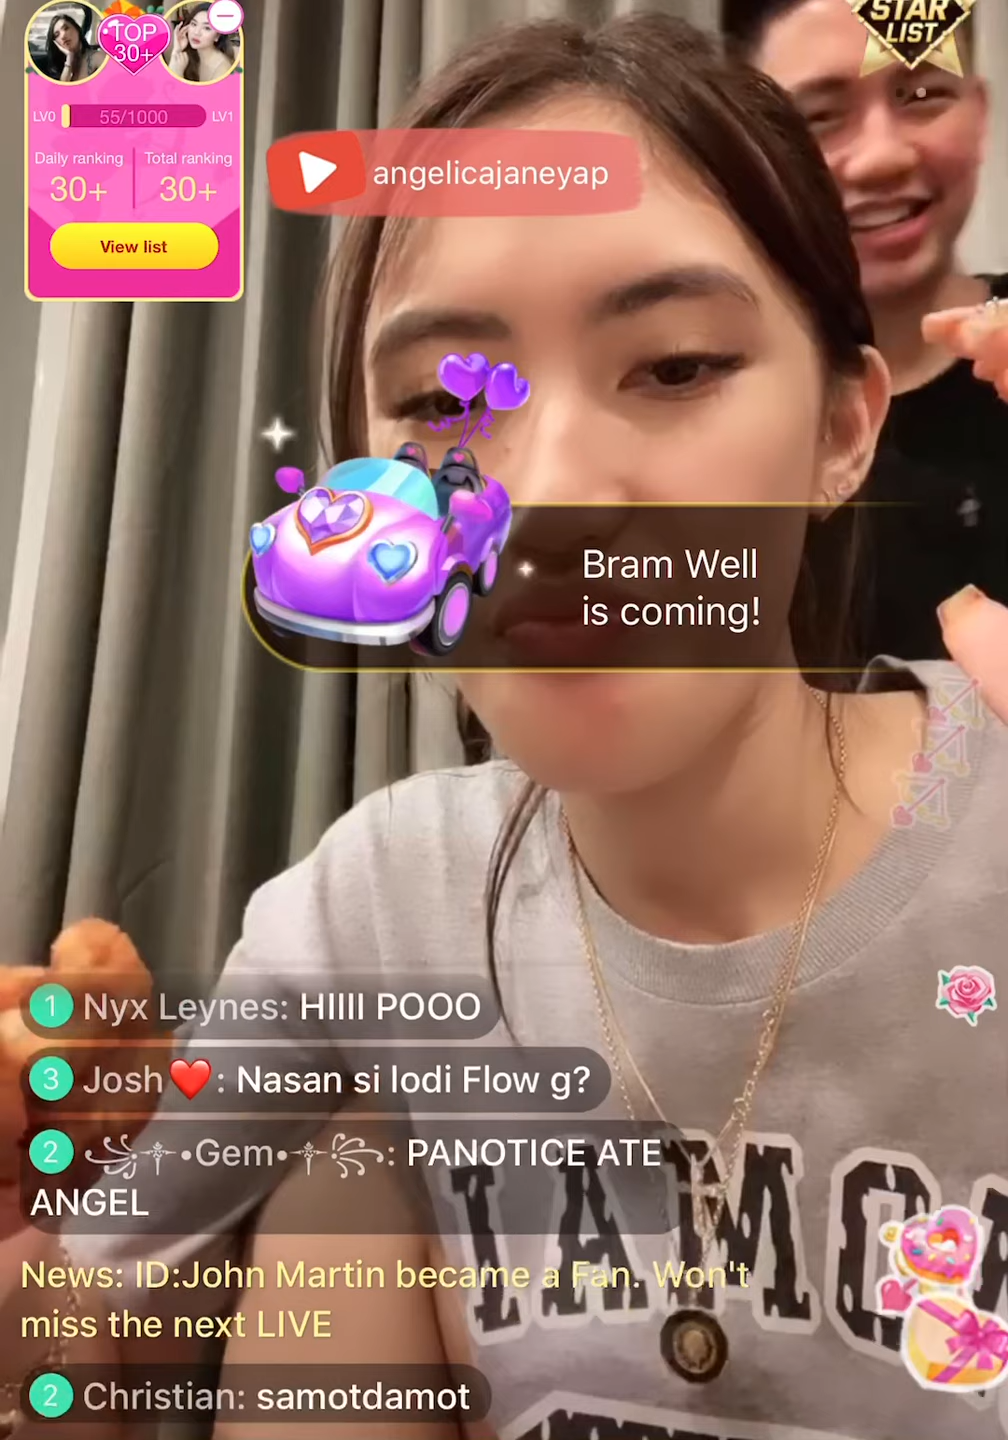 TOP
30+
LV0 55/1000 LV1
Daily ranking Total ranking
30+ 30+
View list
STAR
LIST
angelicajaneyap
Bram Well
is coming!
1 Nyx Leynes: HIIII POOO
3 Josh❤️: Nasan si lodi Flow g?
2 ꧁༒•Gem•༒꧂: PANOTICE ATE
ANGEL
News: ID:John Martin became a Fan. Won't
miss the next LIVE
2 Christian: samotdamot